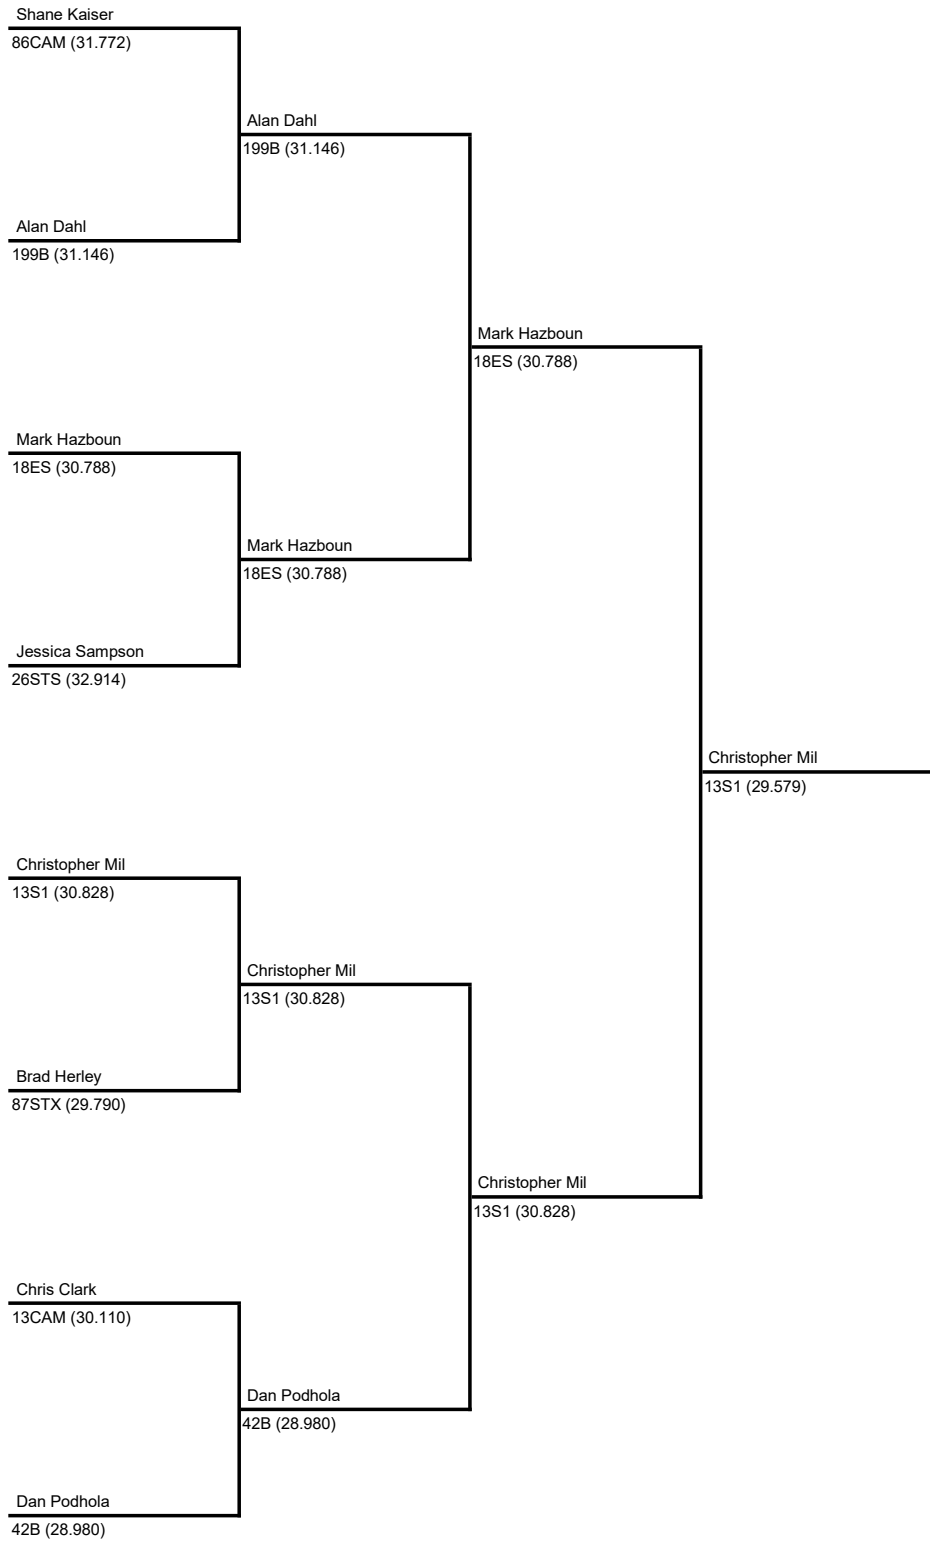 Shane Kaiser
86CAM (31.772)
Alan Dahl
199B (31.146)
Alan Dahl
199B (31.146)
Mark Hazboun
18ES (30.788)
Mark Hazboun
18ES (30.788)
Mark Hazboun
18ES (30.788)
Jessica Sampson
26STS (32.914)
Christopher Mil
13S1 (29.579)
Christopher Mil
13S1 (30.828)
Christopher Mil
13S1 (30.828)
Brad Herley
87STX (29.790)
Christopher Mil
13S1 (30.828)
Chris Clark
13CAM (30.110)
Dan Podhola
42B (28.980)
Dan Podhola
42B (28.980)